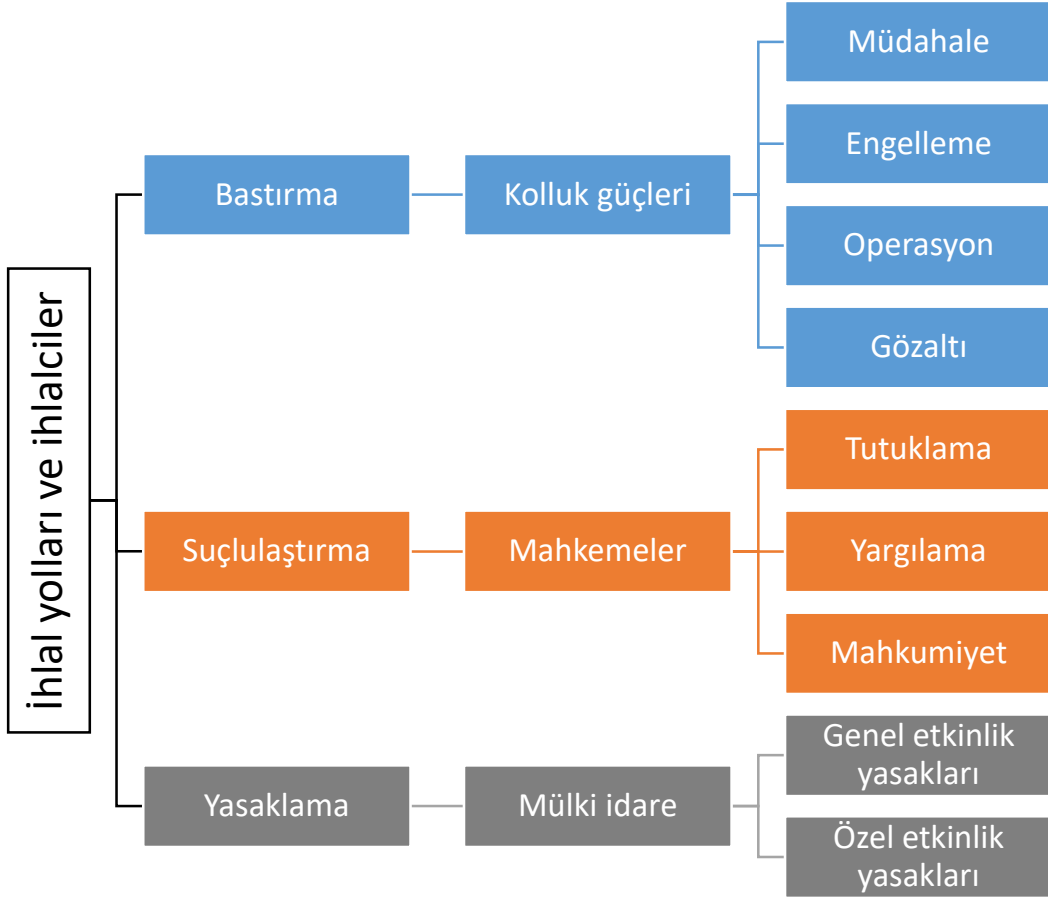 İhlal yolları ve ihlalciler
Bastırma
Kolluk güçleri
Müdahale
Engelleme
Operasyon
Gözaltı
Suçlulaştırma
Mahkemeler
Tutuklama
Yargılama
Mahkumiyet
Yasaklama
Mülki idare
Genel etkinlik
yasakları
Özel etkinlik
yasakları